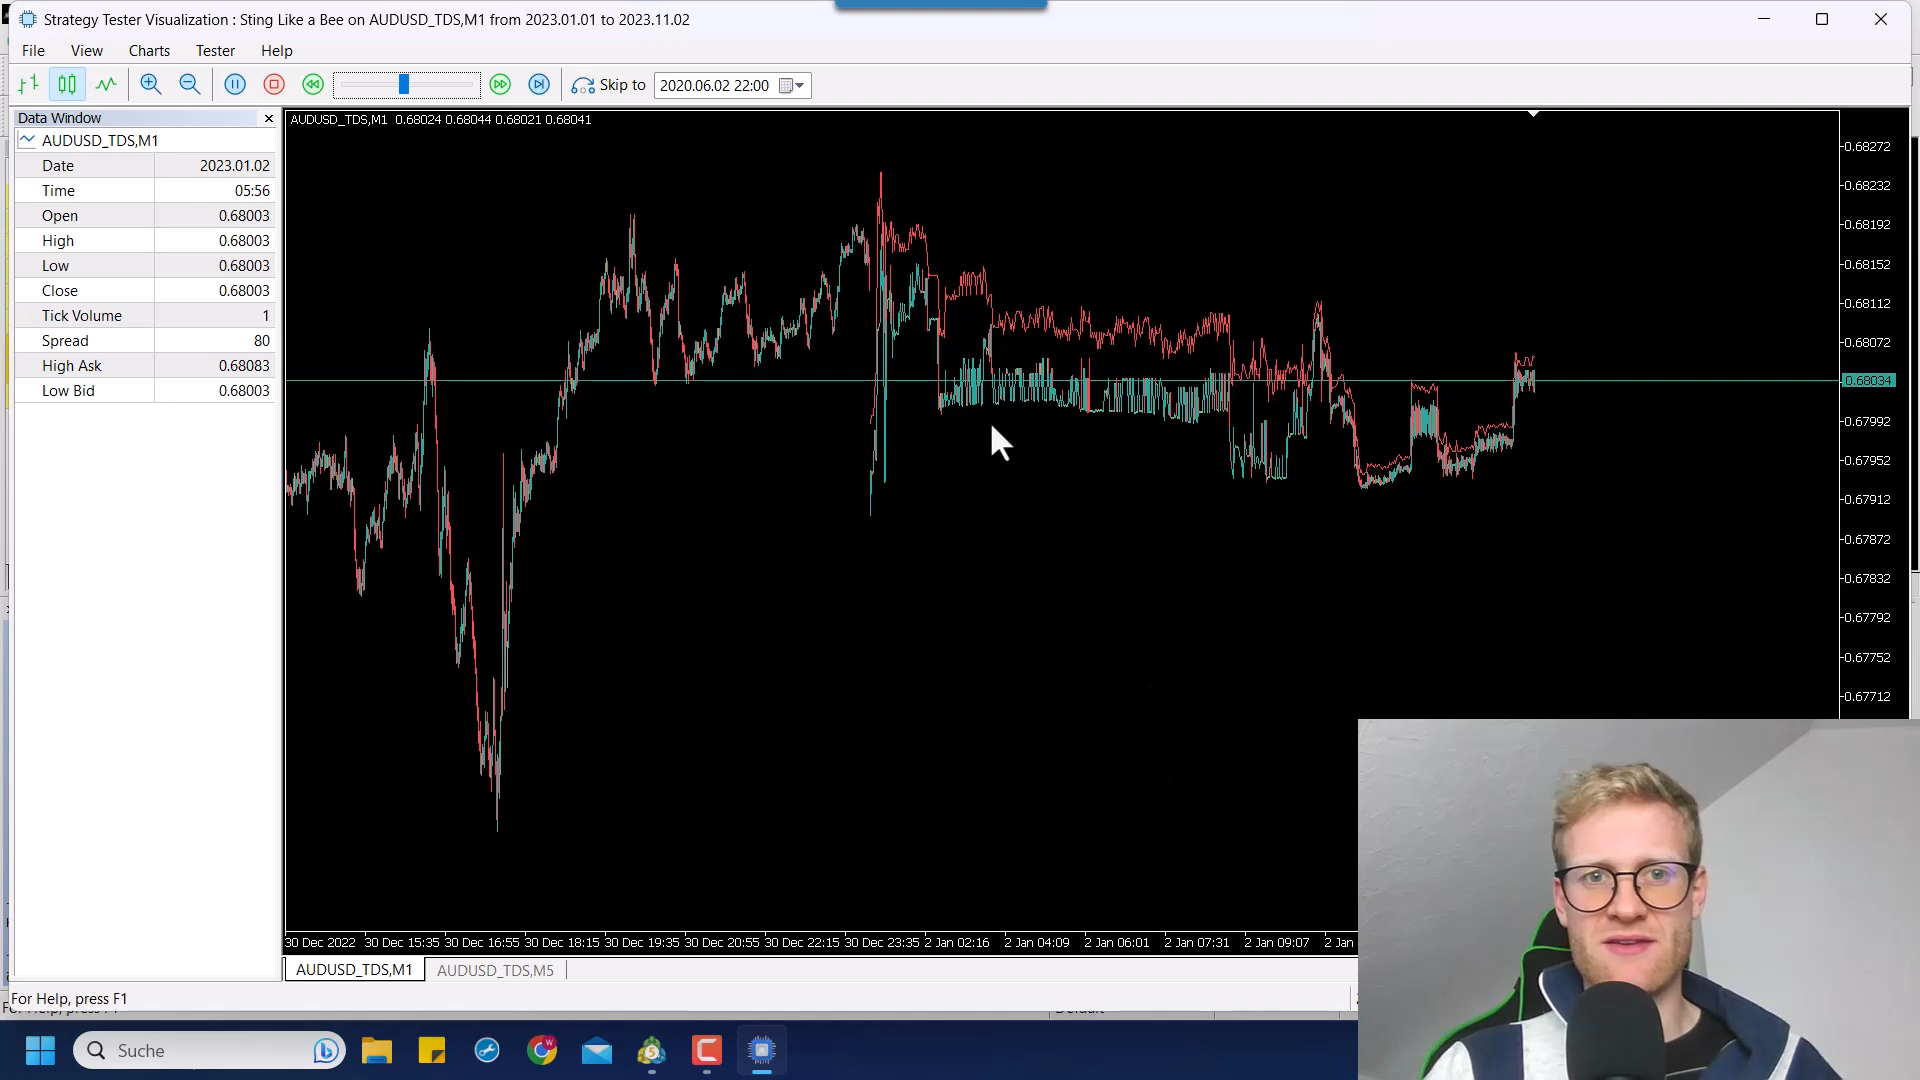 Strategy Tester Visualization : Sting Like a Bee on AUDUSD_TDS,M1 from 2023.01.01 to 2023.11.02
File View Charts Tester Help
Skip to 2020.06.02 22:00
Data Window
AUDUSD_TDS,M1
Date 2023.01.02
Time 05:56
Open 0.68003
High 0.68003
Low 0.68003
Close 0.68003
Tick Volume 1
Spread 80
High Ask 0.68083
Low Bid 0.68003
AUDUSD_TDS,M1 0.68024 0.68044 0.68021 0.68041
0.68272
0.68232
0.68192
0.68152
0.68112
0.68072
0.68034
0.67992
0.67952
0.67912
0.67872
0.67832
0.67792
0.67752
0.67712
30 Dec 2022 30 Dec 15:35 30 Dec 16:55 30 Dec 18:15 30 Dec 19:35 30 Dec 20:55 30 Dec 22:15 30 Dec 23:35 2 Jan 02:16 2 Jan 04:09 2 Jan 06:01 2 Jan 07:31 2 Jan 09:07 2 Jan
AUDUSD_TDS,M1 AUDUSD_TDS,M5
For Help, press F1
Suche